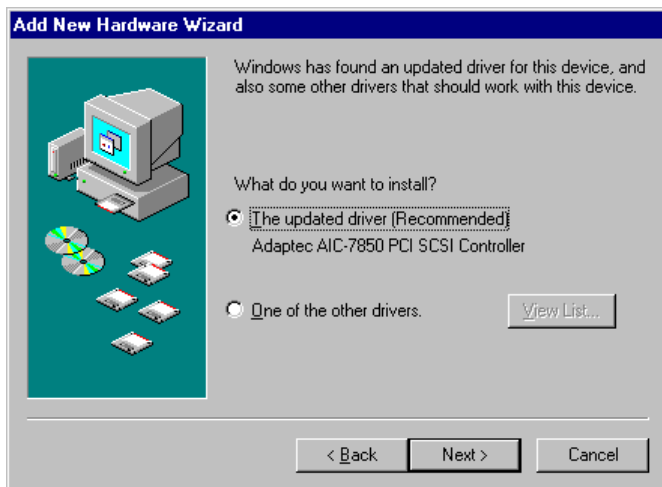 Add New Hardware Wizard
Windows has found an updated driver for this device, and
also some other drivers that should work with this device.
What do you want to install?
The updated driver (Recommended)
Adaptec AIC-7850 PCI SCSI Controller
One of the other drivers.
View List...
< Back
Next >
Cancel